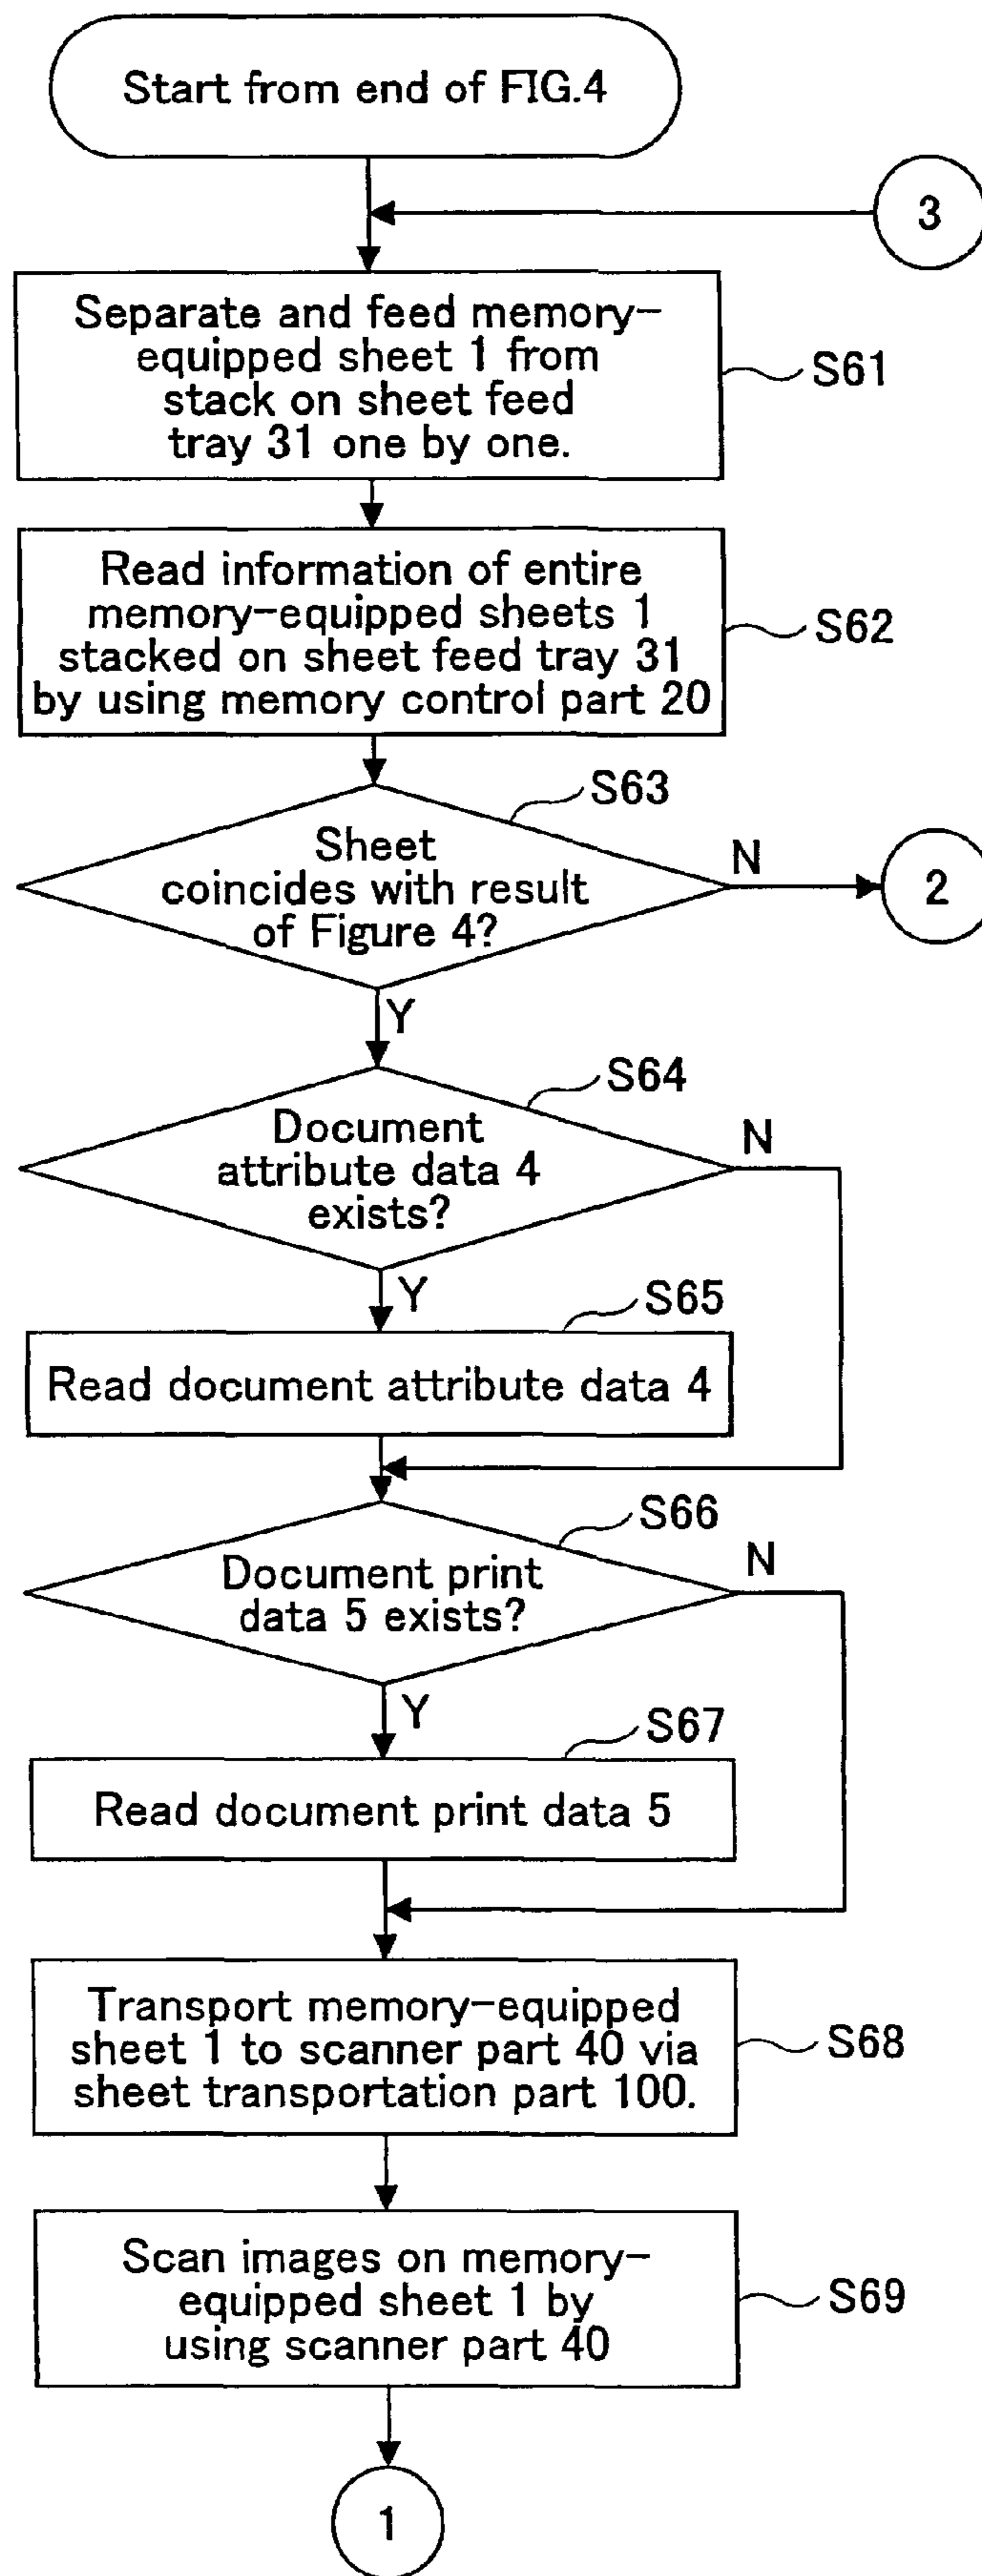 Start from end of FIG.4
3
Separate and feed memory-
equipped sheet 1 from
stack on sheet feed
tray 31 one by one.
S61
Read information of entire
memory-equipped sheets 1
stacked on sheet feed tray 31
by using memory control part 20
S62
S63
Sheet
coincides with result
of Figure 4?
N
2
Y
S64
Document
attribute data 4
exists?
N
Y
S65
Read document attribute data 4
S66
Document print
data 5 exists?
N
Y
S67
Read document print data 5
Transport memory-equipped
sheet 1 to scanner part 40 via
sheet transportation part 100.
S68
Scan images on memory-
equipped sheet 1 by
using scanner part 40
S69
1